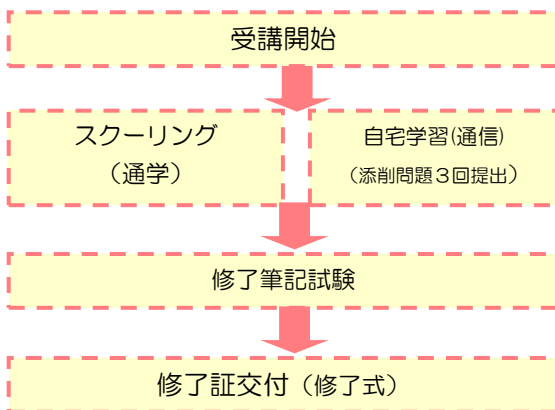 受講開始
スクーリング
（通学）
自宅学習(通信)
（添削問題３回提出）
修了筆記試験
修了証交付（修了式）